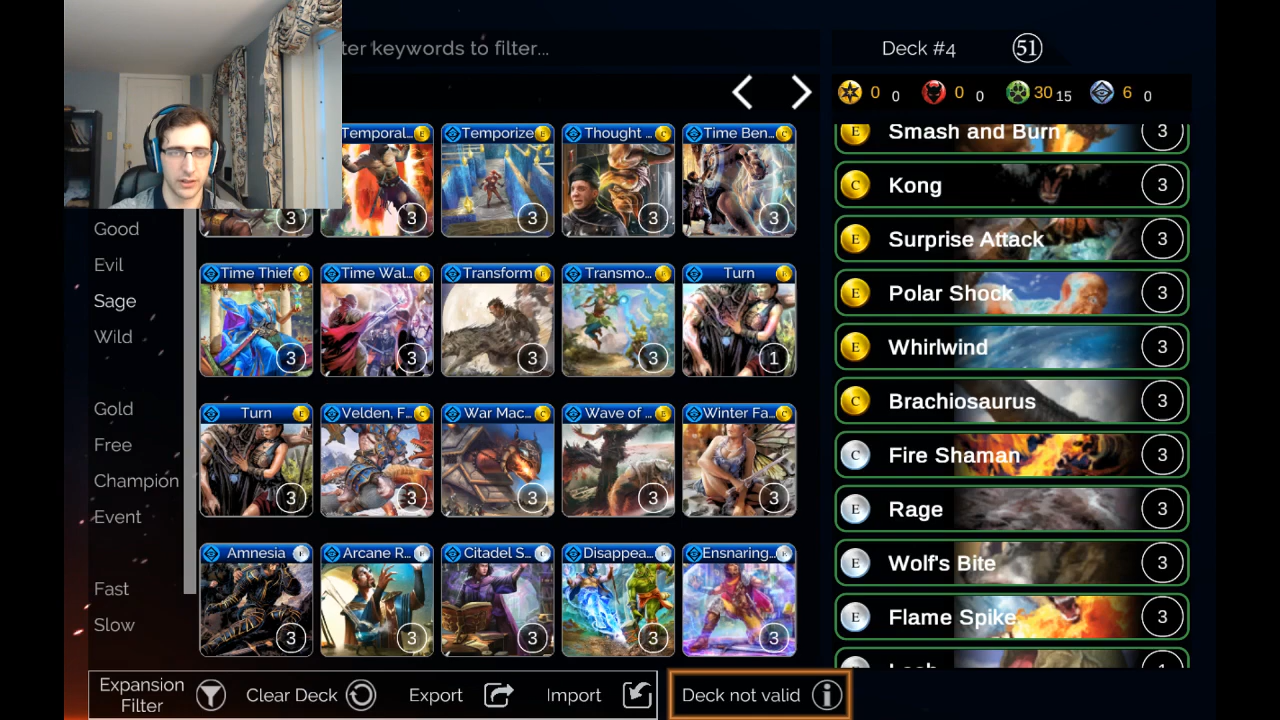 ter keywords to filter...
Deck #4 51
0 0 0 0 30 15 6 0
Good
Evil
Sage
Wild
Gold
Free
Champion
Event
Fast
Slow
3
Temporal... E 3
Temporize E 3
Thought ... C 3
Time Ben... C 3
Time Thief C 3
Time Wal... C 3
Transform E 3
Transmo... E 3
Turn 1
Turn E 3
Velden, F... C 3
War Mac... C 3
Wave of ... E 3
Winter Fa... C 3
Amnesia E 3
Arcane R... E 3
Citadel S... 3
Disappea... E 3
Ensnaring... E 3
E Smash and Burn 3
C Kong 3
E Surprise Attack 3
E Polar Shock 3
E Whirlwind 3
C Brachiosaurus 3
C Fire Shaman 3
E Rage 3
E Wolf's Bite 3
E Flame Spike 3
Expansion
Filter
Clear Deck
Export
Import
Deck not valid